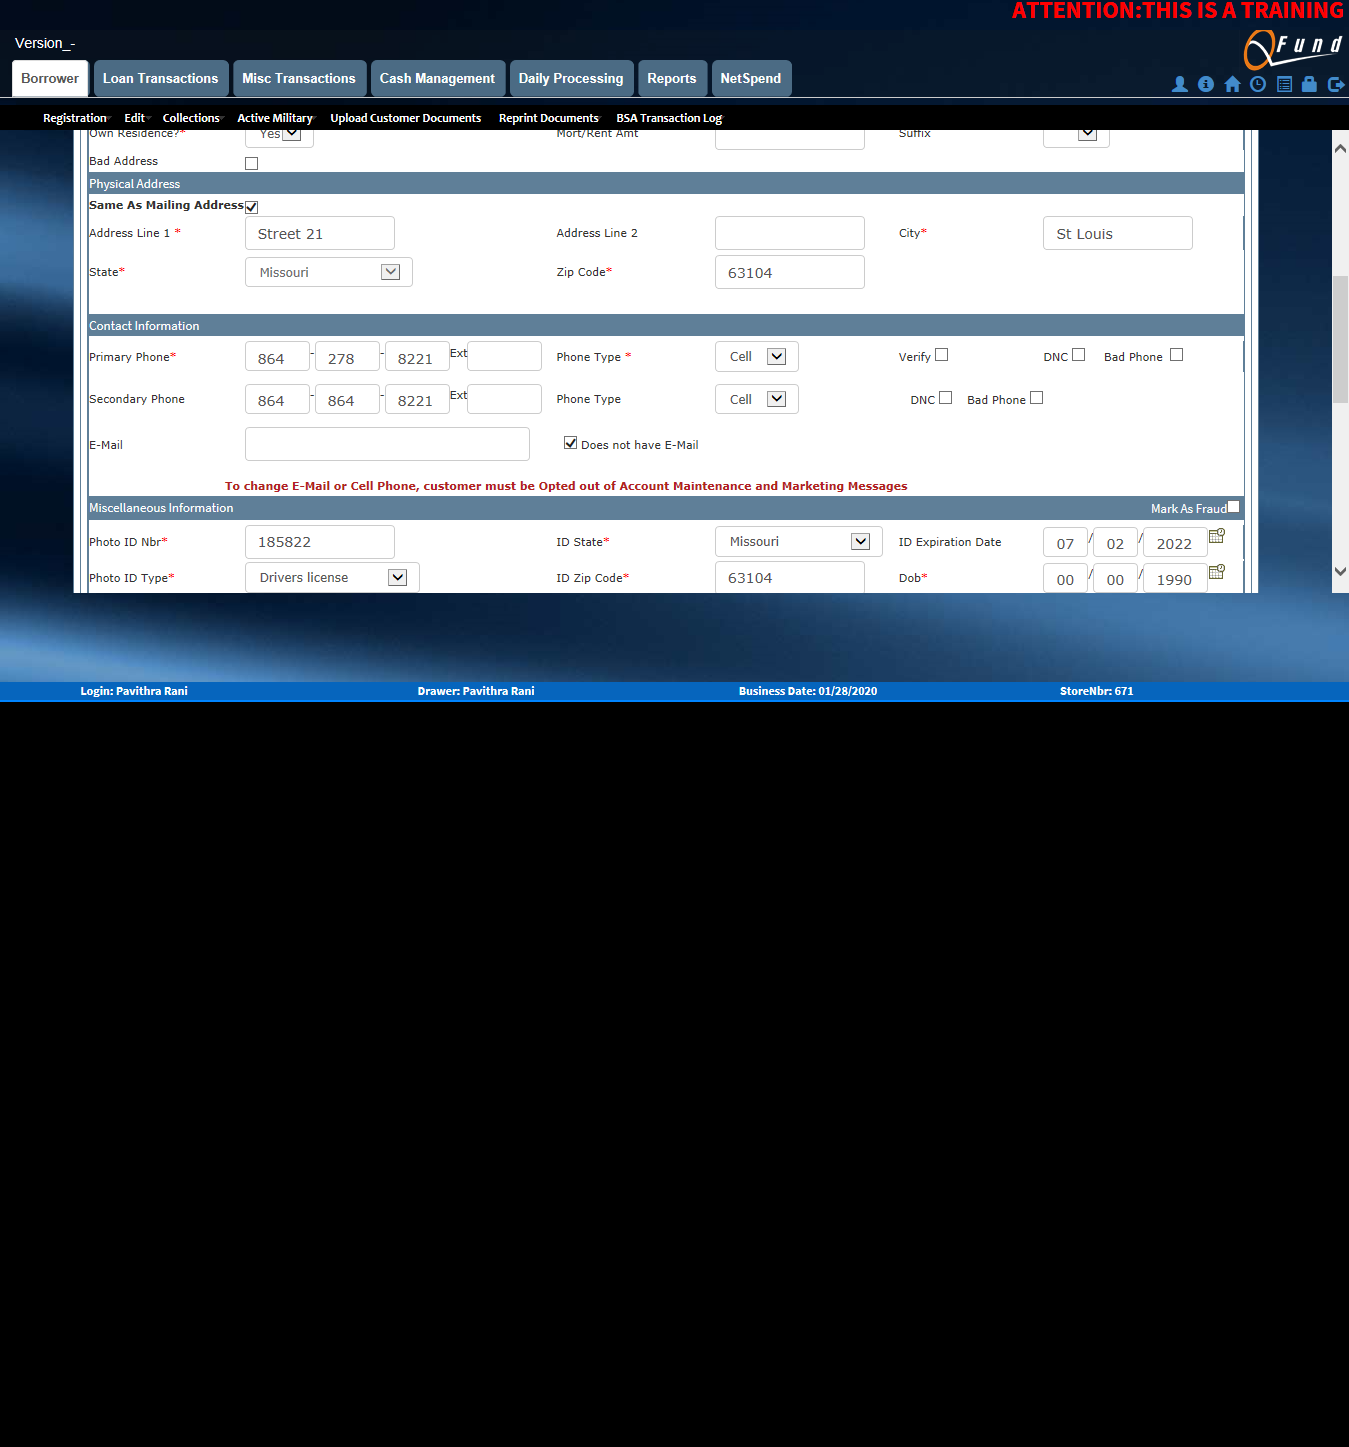 ATTENTION:THIS IS A TRAINING
Version_-
QFund
Borrower Loan Transactions Misc Transactions Cash Management Daily Processing Reports NetSpend
Registration Edit Collections Active Military Upload Customer Documents Reprint Documents BSA Transaction Log
Own Residence?* Yes Mort/Rent Amt Suffix
Bad Address
Physical Address
Same As Mailing Address
Address Line 1 * Street 21 Address Line 2 City* St Louis
State* Missouri Zip Code* 63104
Contact Information
Primary Phone* 864 - 278 - 8221 Ext Phone Type * Cell Verify DNC Bad Phone
Secondary Phone 864 - 864 - 8221 Ext Phone Type Cell DNC Bad Phone
E-Mail Does not have E-Mail
To change E-Mail or Cell Phone, customer must be Opted out of Account Maintenance and Marketing Messages
Miscellaneous Information Mark As Fraud
Photo ID Nbr* 185822 ID State* Missouri ID Expiration Date 07 / 02 / 2022
Photo ID Type* Drivers license ID Zip Code* 63104 Dob* 00 / 00 / 1990
Login: Pavithra Rani Drawer: Pavithra Rani Business Date: 01/28/2020 StoreNbr: 671